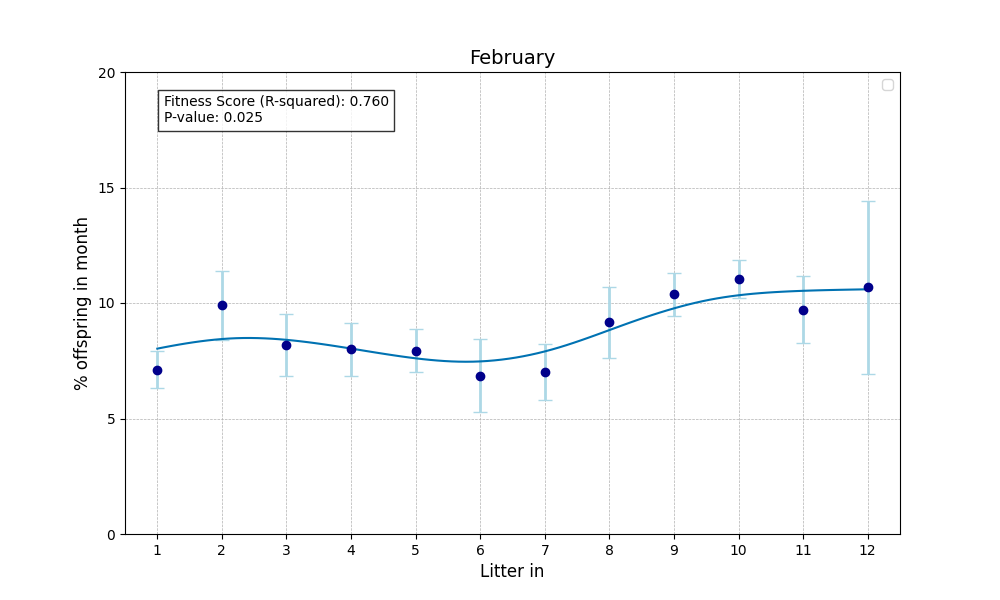 February
Fitness Score (R-squared): 0.760
P-value: 0.025
% offspring in month
20
15
10
5
0
1 2 3 4 5 6 7 8 9 10 11 12
Litter in